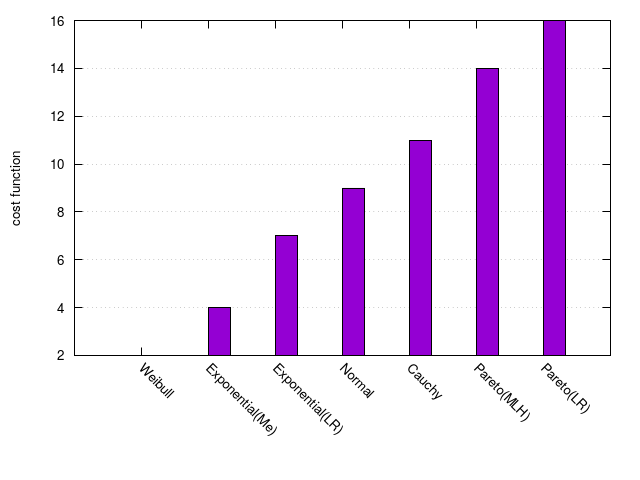 16
14
12
10
8
6
4
2
cost function
Weibull
Exponential(Me)
Exponential(LR)
Normal
Cauchy
Pareto(MLH)
Pareto(LR)